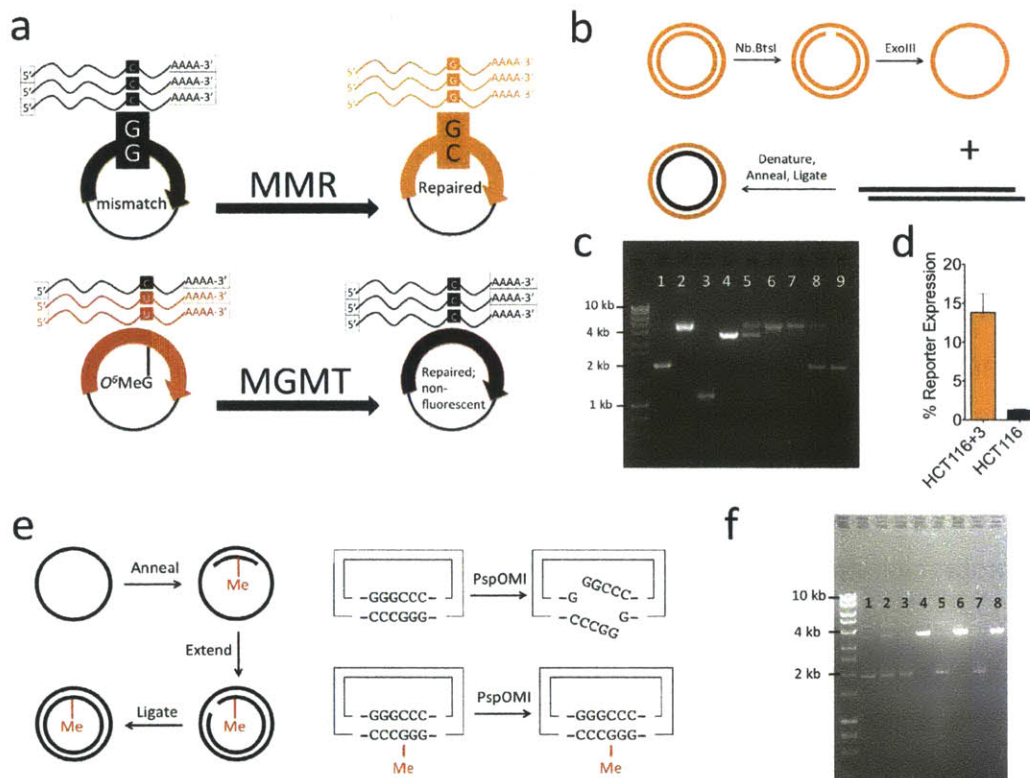 a
5' C AAAA-3'
5' C AAAA-3'
5' C AAAA-3'
G
G
mismatch
MMR
5' G AAAA-3'
5' G AAAA-3'
5' G AAAA-3'
G
C
Repaired
5' C AAAA-3'
5' U AAAA-3'
5' U AAAA-3'
O⁶MeG
MGMT
5' C AAAA-3'
5' C AAAA-3'
5' C AAAA-3'
Repaired;
non-
fluorescent
b
Nb.BtsI
ExoIII
+
Denature,
Anneal, Ligate
c
1 2 3 4 5 6 7 8 9
10 kb
4 kb
2 kb
1 kb
d
% Reporter Expression
20
15
10
5
0
HCT116+3
HCT116
e
Anneal
Me
Extend
Me
Ligate
Me
-GGGCCC-
-CCCGGG-
PspOMI
GGCCC-
-G
G-
-CCCGG
-GGGCCC-
-CCCGGG-
Me
PspOMI
-GGGCCC-
-CCCGGG-
Me
f
1 2 3 4 5 6 7 8
10 kb
4 kb
2 kb